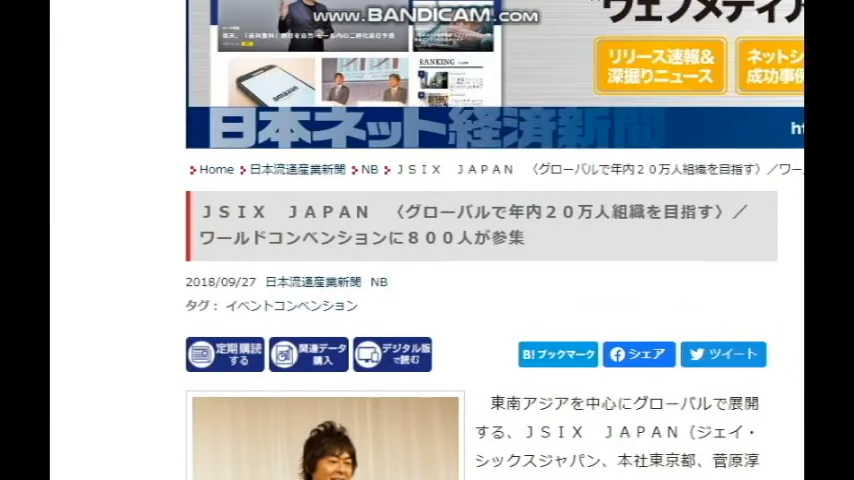 www.BANDICAM.com
ウェブメディア
RANKING
amazon
リリース速報&
深掘りニュース
ネットシ
成功事例
日本ネット経済新聞
Home 日本流通産業新聞 NB ＪＳＩＸ　ＪＡＰＡＮ　〈グローバルで年内２０万人組織を目指す〉／ワー
ＪＳＩＸ　ＪＡＰＡＮ　〈グローバルで年内２０万人組織を目指す〉／
ワールドコンベンションに８００人が参集
2018/09/27 日本流通産業新聞 NB
タグ： イベントコンベンション
定期購読
する
関連データ
購入
デジタル版
で読む
B! ブックマーク
シェア
ツイート
東南アジアを中心にグローバルで展開
する、ＪＳＩＸ　ＪＡＰＡＮ（ジェイ・
シックスジャパン、本社東京都、菅原淳